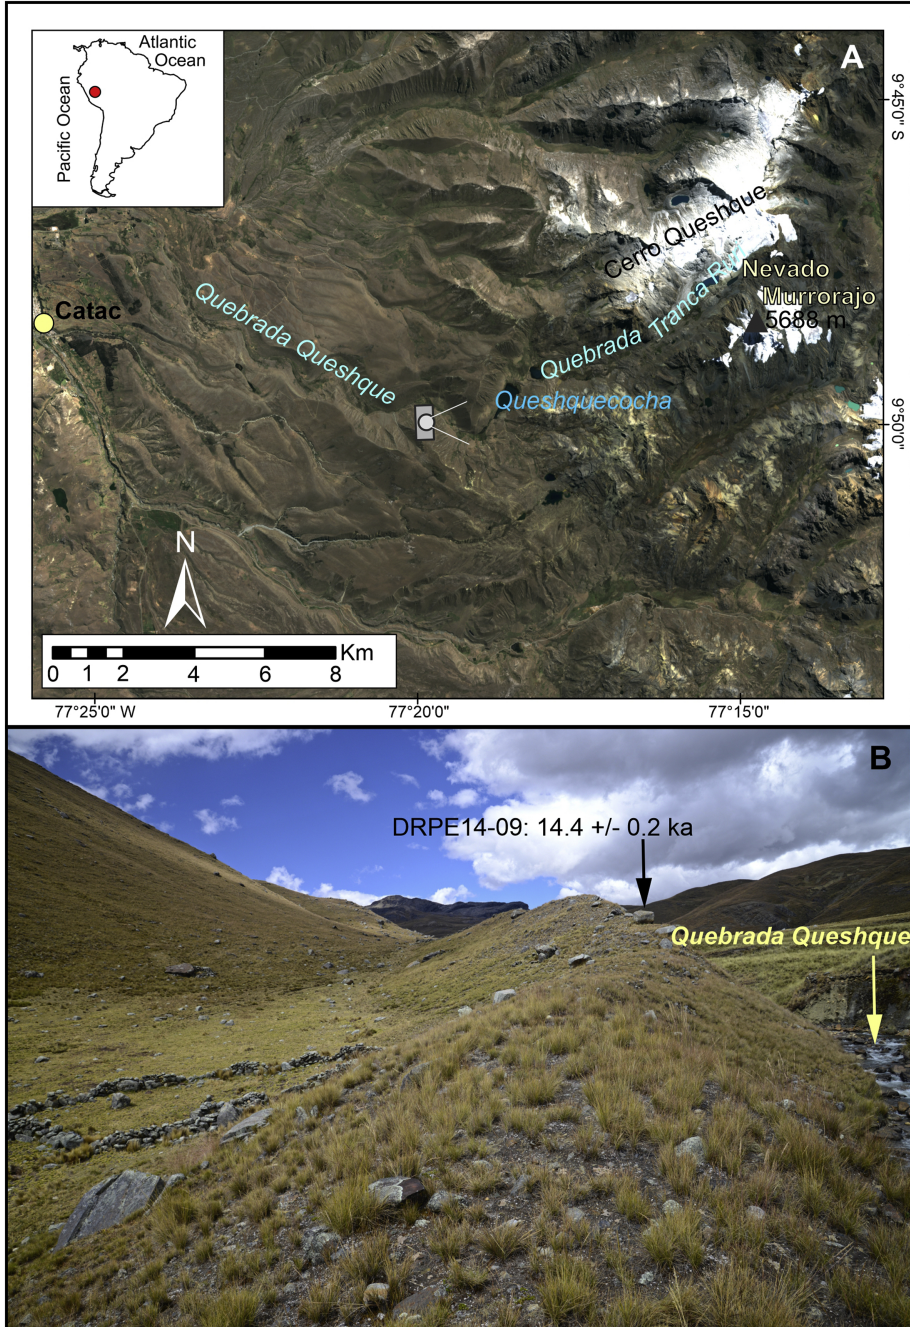 Atlantic
Ocean
Pacific Ocean
A
9°45'0" S
Cerro Queshque
Nevado
Murrorajo
5688 m
Catac
Quebrada Queshque
Quebrada Tranca Rui
Queshquecocha
9°50'0"
N
0 1 2 4 6 8 Km
77°25'0" W 77°20'0" 77°15'0"
B
DRPE14-09: 14.4 +/- 0.2 ka
Quebrada Queshque